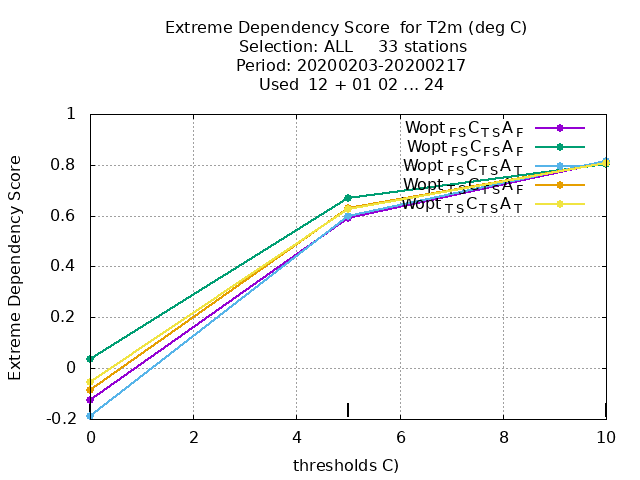 Extreme Dependency Score  for T2m (deg C)
Selection: ALL     33 stations
Period: 20200203-20200217
Used  12 + 01 02 ... 24
Extreme Dependency Score
1
0.8
0.6
0.4
0.2
0
-0.2
Wopt FS C TS A F
Wopt FS C FS A F
Wopt FS C TS A T
Wopt A F
Wopt TS C TS A T
0 2 4 6 8 10
thresholds C)